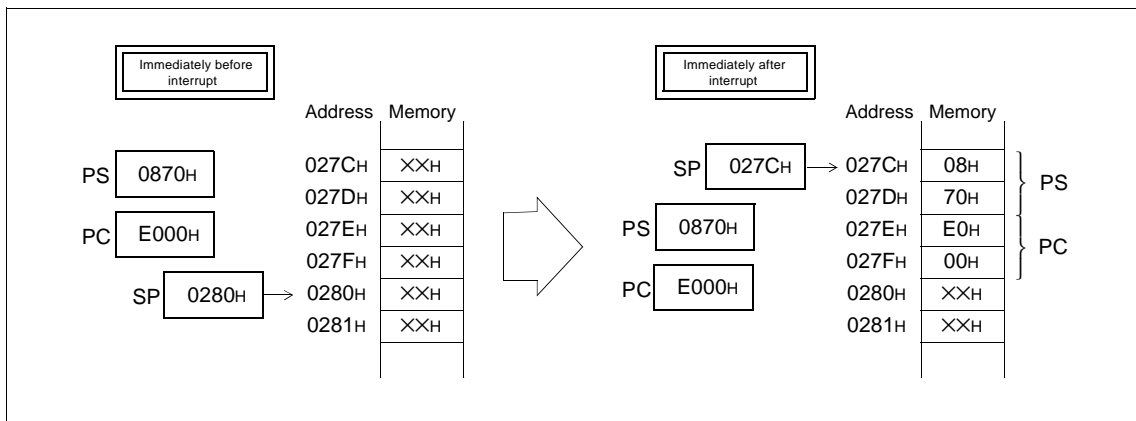 Immediately before
interrupt
Address Memory
PS 0870H
PC E000H
SP 0280H
027CH ××H
027DH ××H
027EH ××H
027FH ××H
0280H ××H
0281H ××H
Immediately after
interrupt
Address Memory
SP 027CH
PS 0870H
PC E000H
027CH 08H
027DH 70H
027EH E0H
027FH 00H
0280H ××H
0281H ××H
PS
PC